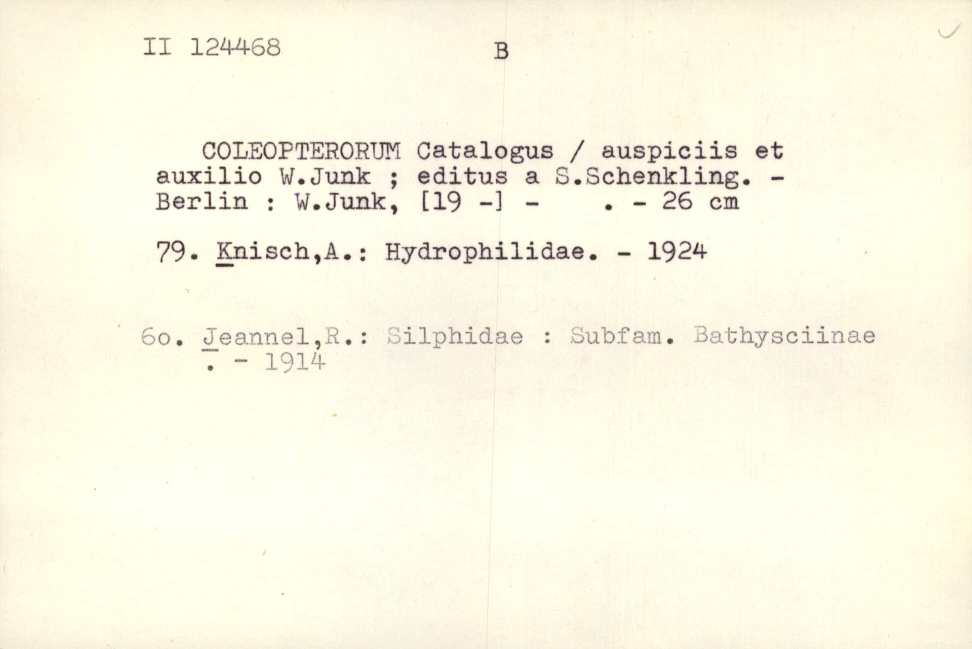 II 124468 B
COLEOPTERORUM Catalogus / auspiciis et
auxilio W.Junk ; editus a S.Schenkling. -
Berlin : W.Junk, [19 -] - . - 26 cm
79. Knisch,A.: Hydrophilidae. - 1924
60. Jeannel,R.: Silphidae : Subfam. Bathysciinae
. - 1914